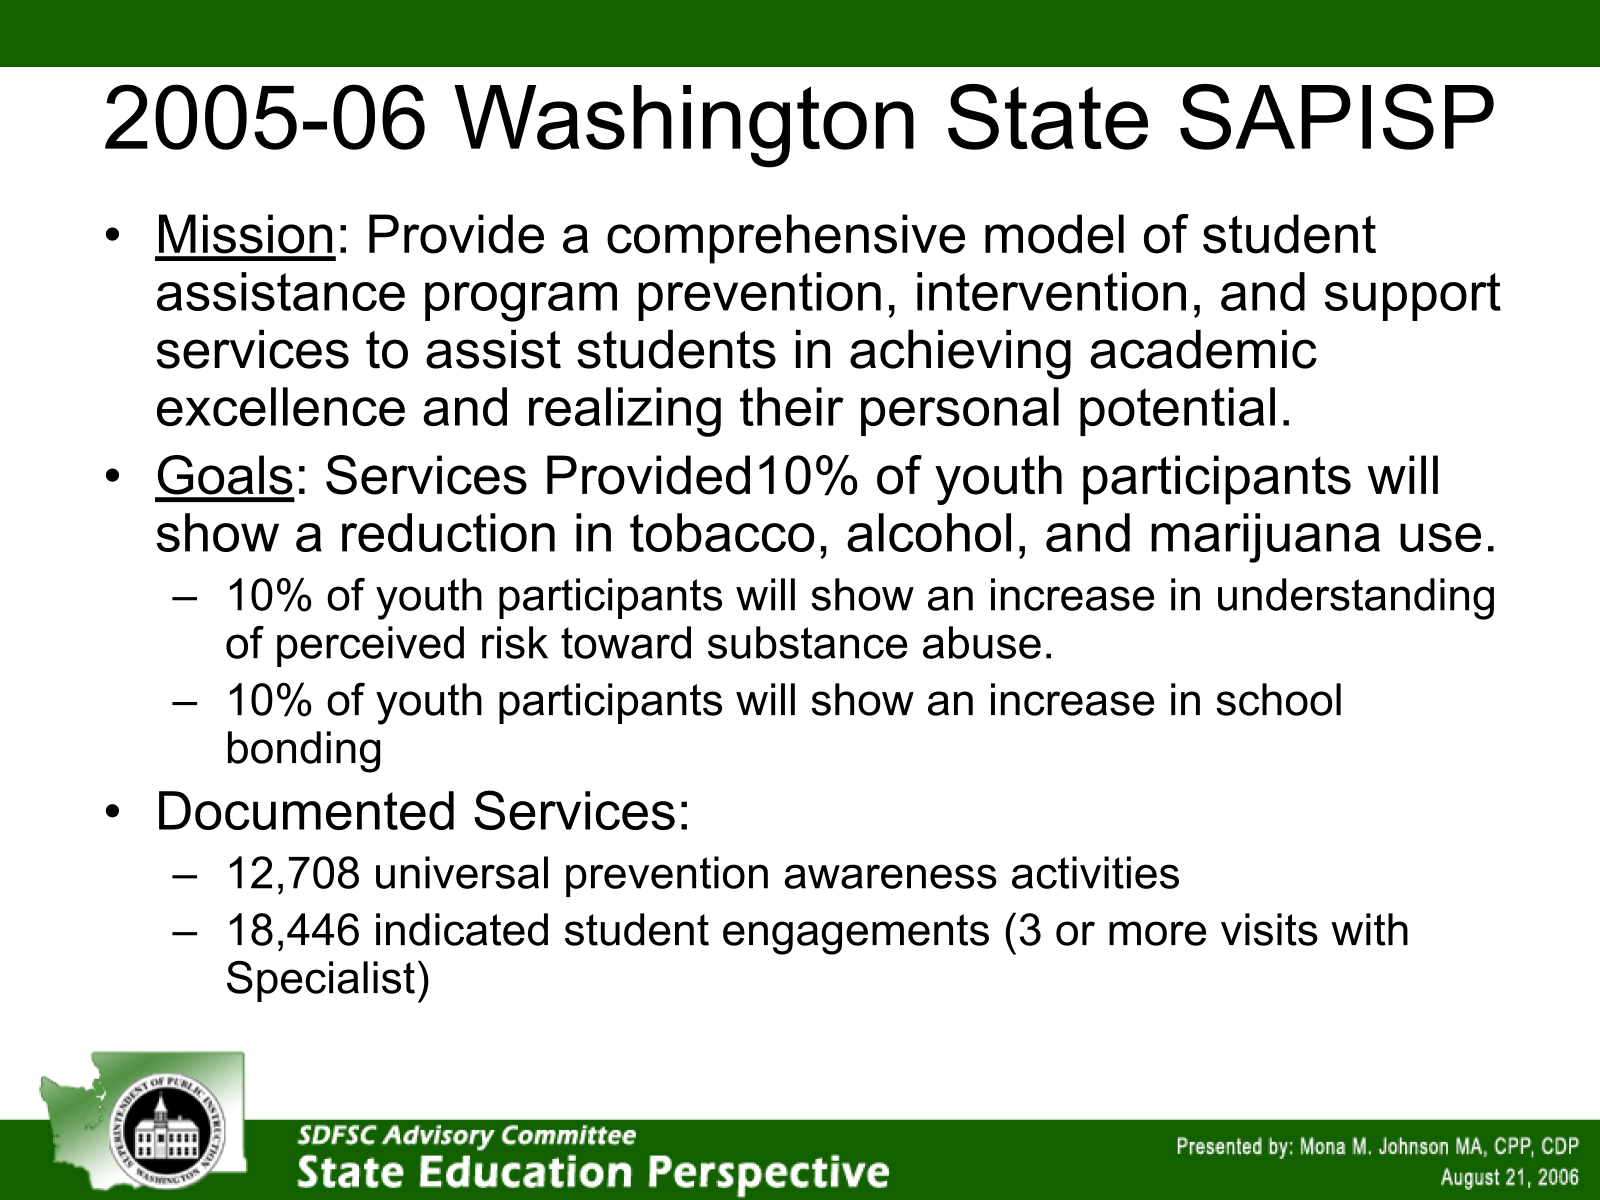 2005-06 Washington State SAPISP
• Mission: Provide a comprehensive model of student
assistance program prevention, intervention, and support
services to assist students in achieving academic
excellence and realizing their personal potential.
• Goals: Services Provided10% of youth participants will
show a reduction in tobacco, alcohol, and marijuana use.
– 10% of youth participants will show an increase in understanding
of perceived risk toward substance abuse.
– 10% of youth participants will show an increase in school
bonding
• Documented Services:
– 12,708 universal prevention awareness activities
– 18,446 indicated student engagements (3 or more visits with
Specialist)
SUPERINTENDENT OF PUBLIC INSTRUCTION
WASHINGTON
SDFSC Advisory Committee
State Education Perspective
Presented by: Mona M. Johnson MA, CPP, CDP
August 21, 2006